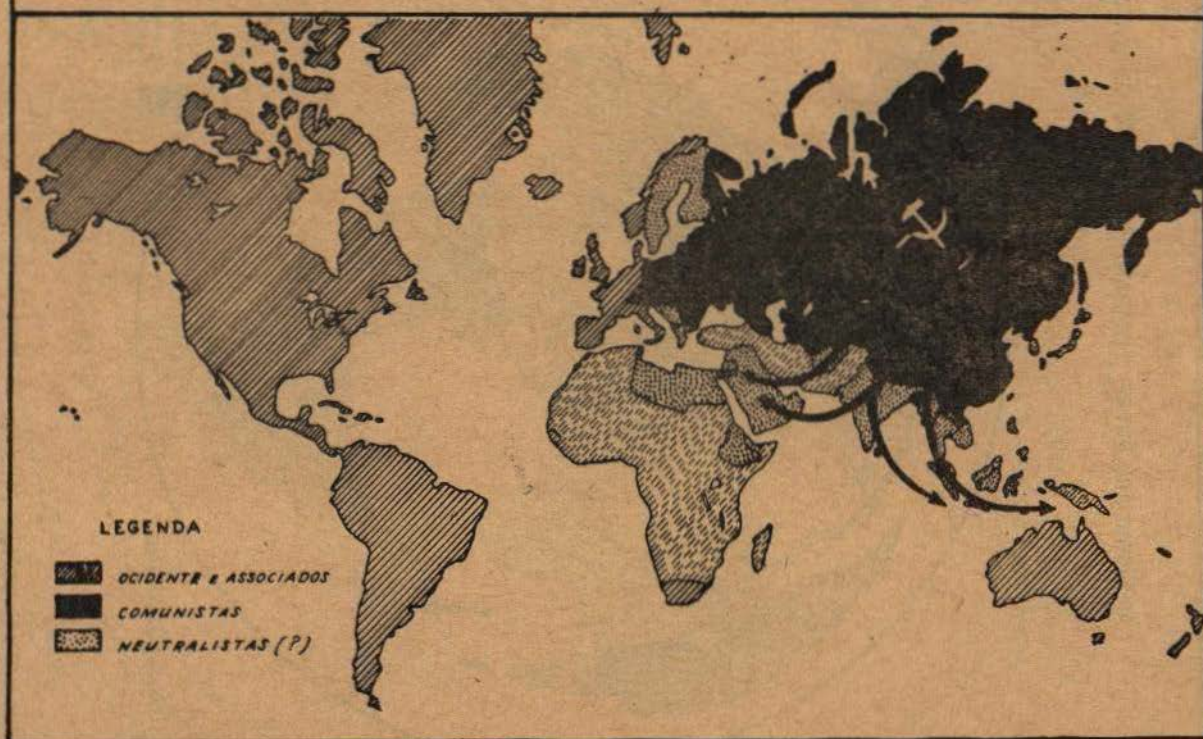 LEGENDA
OCIDENTE E ASSOCIADOS
COMUNISTAS
NEUTRALISTAS (?)